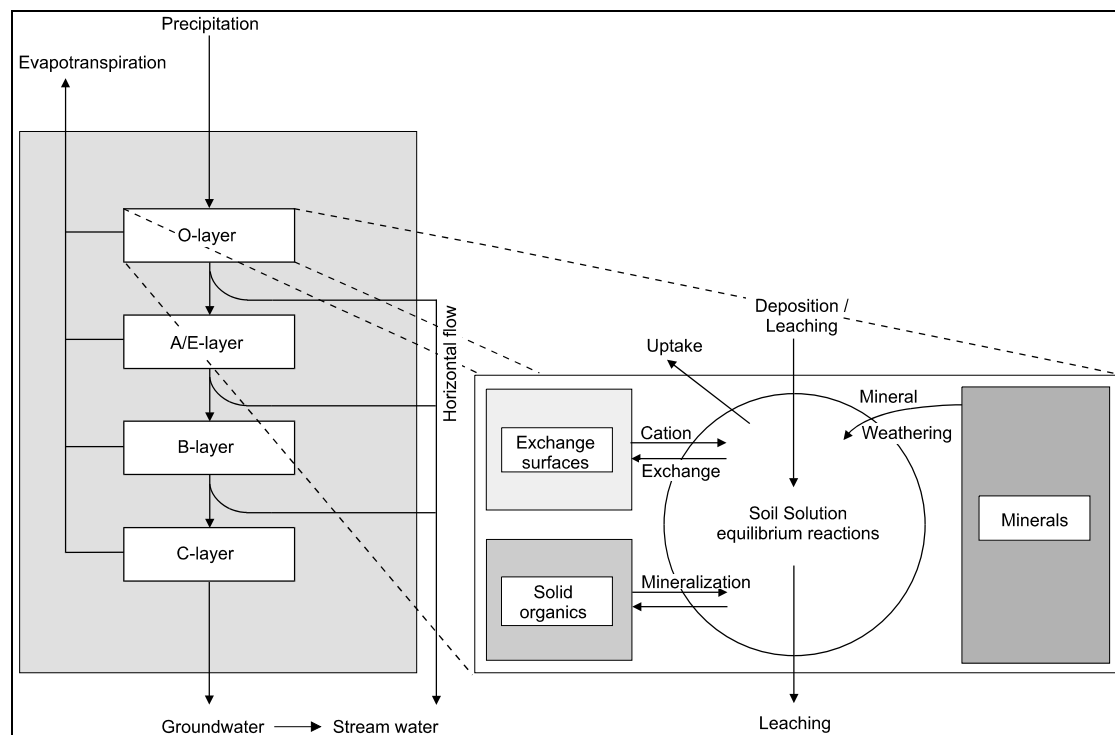 Precipitation
Evapotranspiration
O-layer
A/E-layer
B-layer
C-layer
Horizontal flow
Groundwater
Stream water
Deposition /
Leaching
Uptake
Exchange
surfaces
Cation
Exchange
Mineral
Weathering
Minerals
Soil Solution
equilibrium reactions
Solid
organics
Mineralization
Leaching